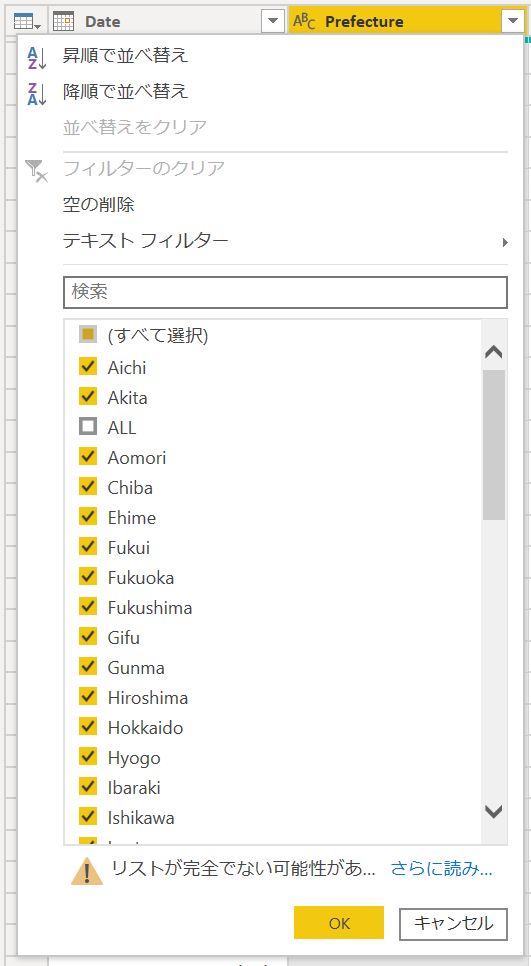 Date ABC Prefecture
昇順で並べ替え
降順で並べ替え
並べ替えをクリア
フィルターのクリア
空の削除
テキスト フィルター
検索
(すべて選択)
Aichi
Akita
ALL
Aomori
Chiba
Ehime
Fukui
Fukuoka
Fukushima
Gifu
Gunma
Hiroshima
Hokkaido
Hyogo
Ibaraki
Ishikawa
リストが完全でない可能性があ... さらに読み...
OK キャンセル